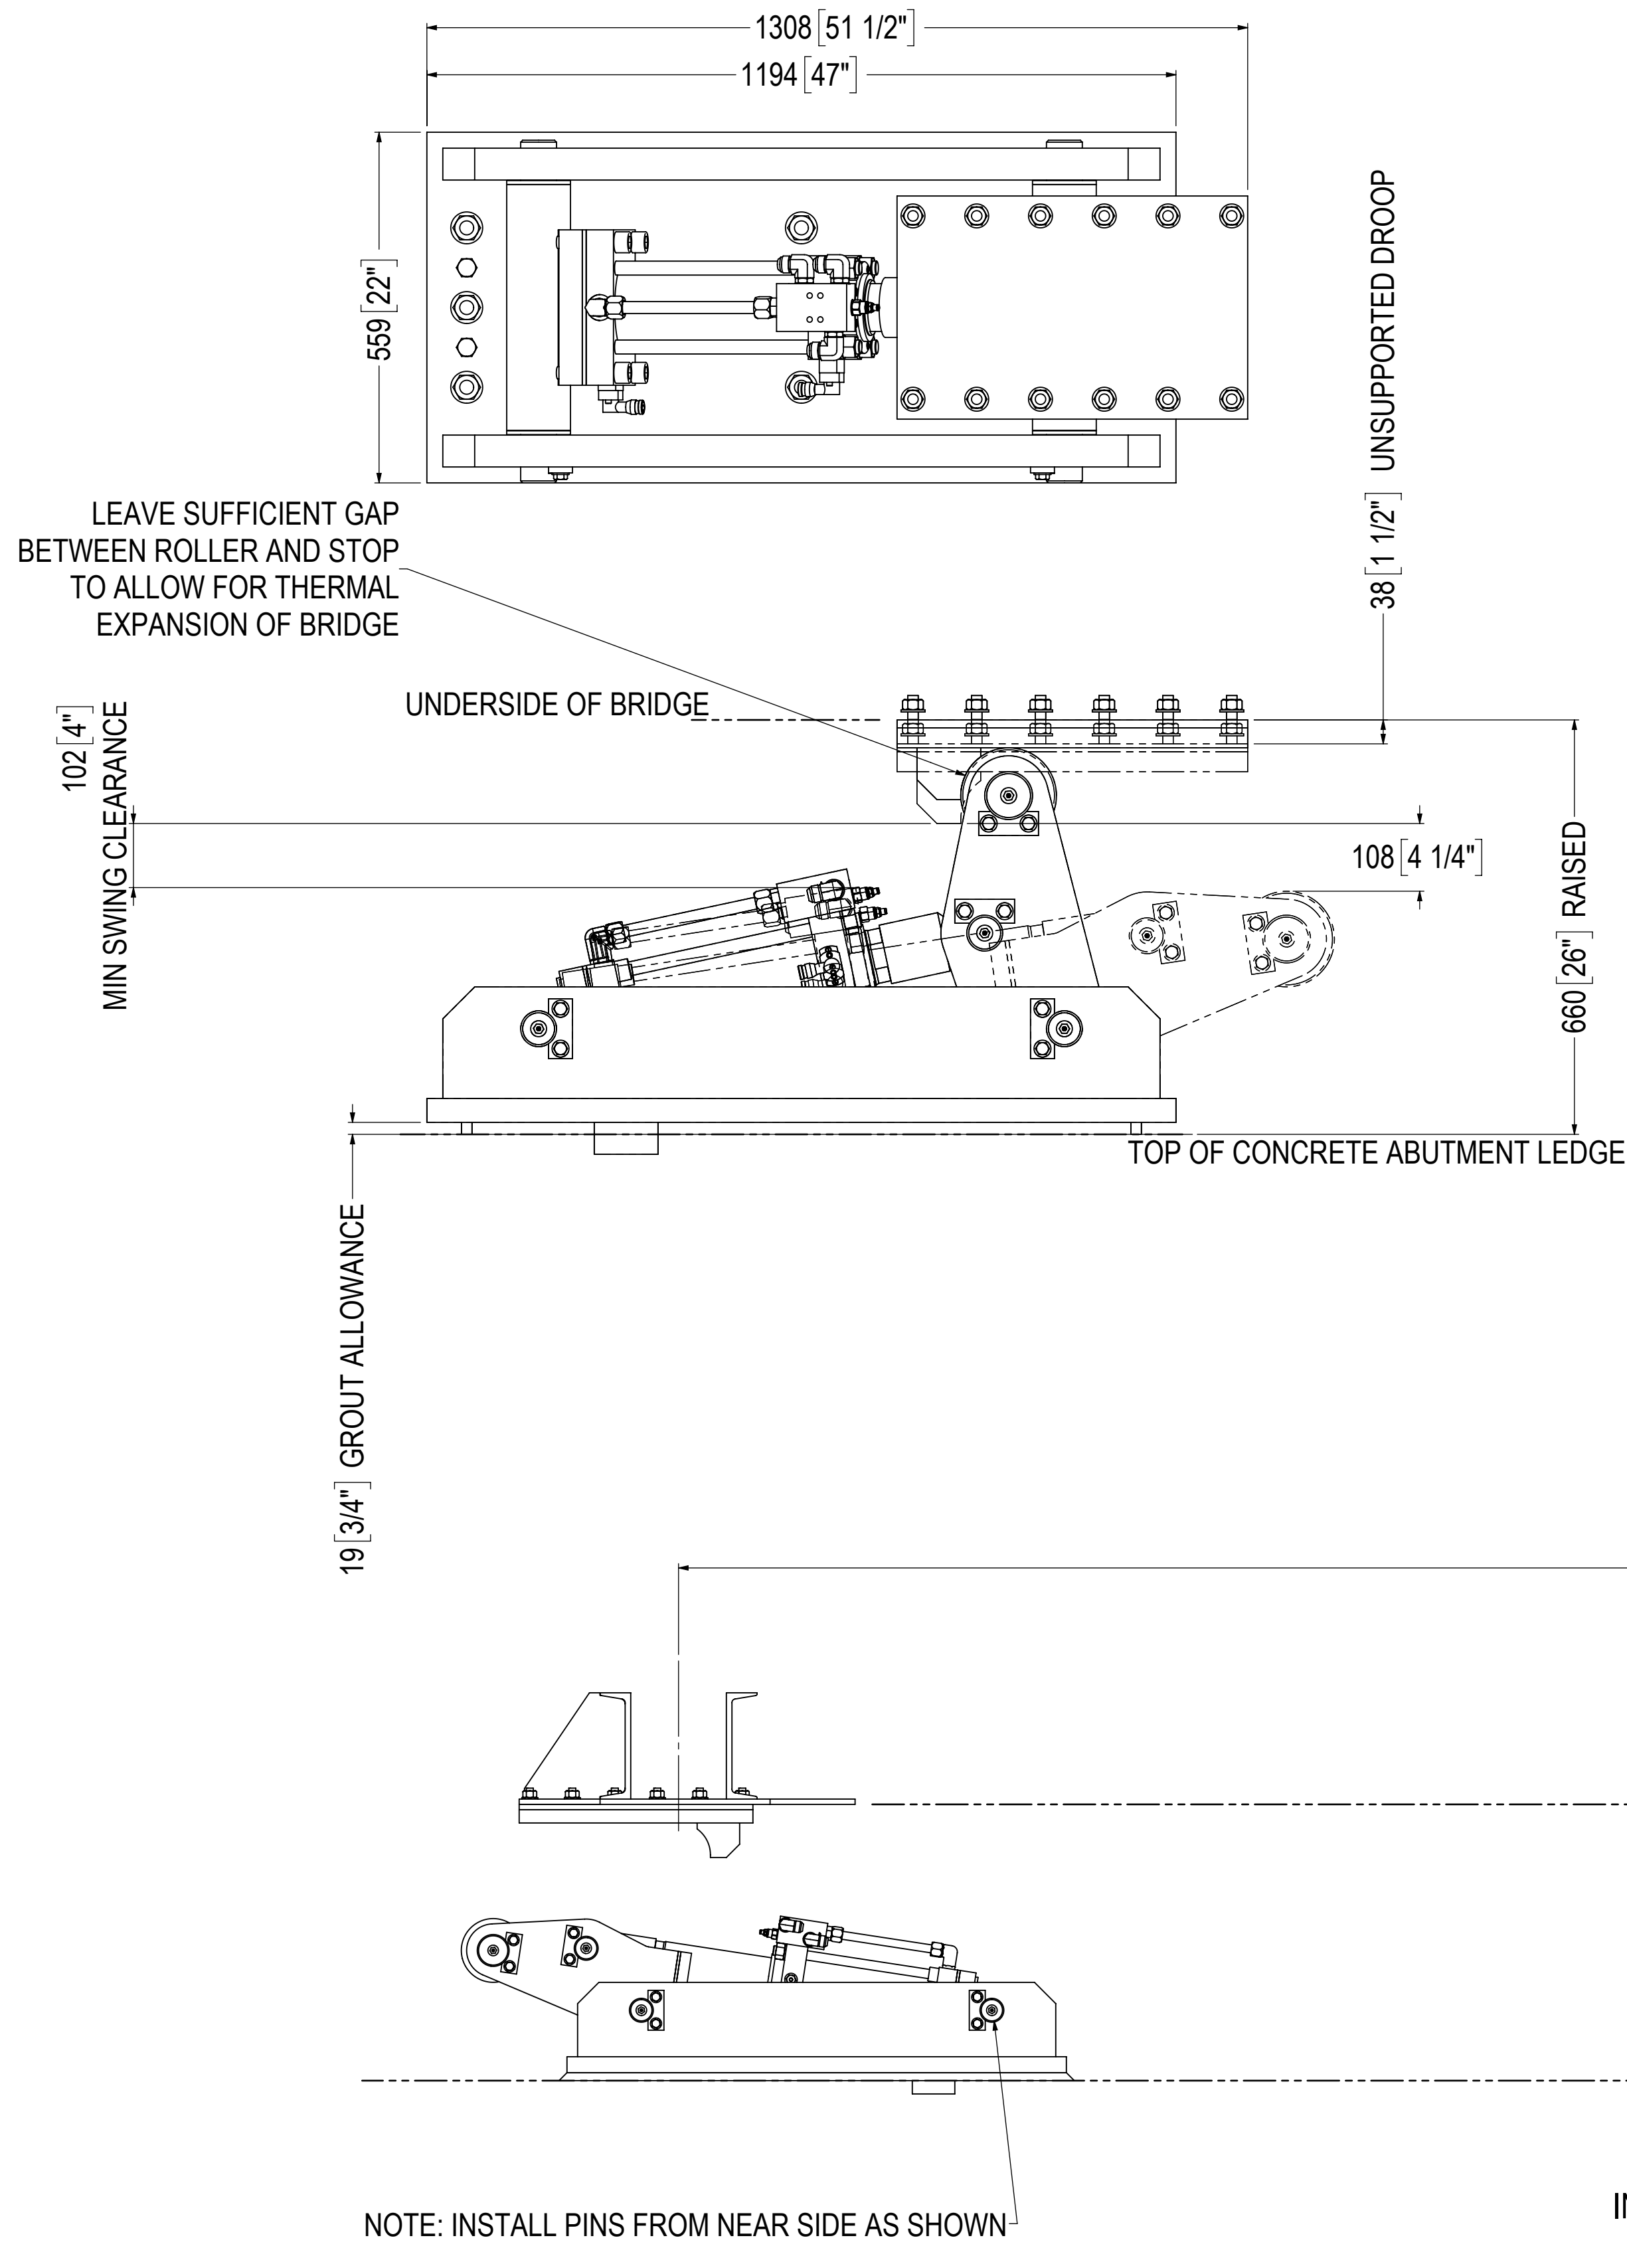 1308[51 1/2"]
1194[47"]
559[22"]
38[1 1/2"] UNSUPPORTED DROOP
LEAVE SUFFICIENT GAP
BETWEEN ROLLER AND STOP
TO ALLOW FOR THERMAL
EXPANSION OF BRIDGE
UNDERSIDE OF BRIDGE
102[4"]
MIN SWING CLEARANCE
108[4 1/4"]
660[26"] RAISED
TOP OF CONCRETE ABUTMENT LEDGE
19[3/4"] GROUT ALLOWANCE
NOTE: INSTALL PINS FROM NEAR SIDE AS SHOWN